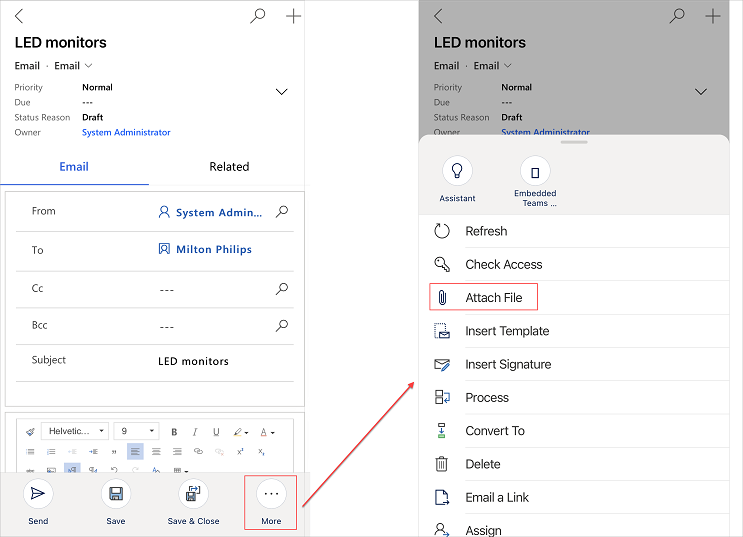 LED monitors
Email · Email
Priority Normal
Due ---
Status Reason Draft
Owner System Administrator
Email Related
From System Admin...
To Milton Philips
Cc ---
Bcc ---
Subject LED monitors
Helvetic... 9 B I U A
Send Save Save & Close More
LED monitors
Email · Email
Priority Normal
Due ---
Status Reason Draft
Owner System Administrator
Assistant Embedded
Teams ...
Refresh
Check Access
Attach File
Insert Template
Insert Signature
Process
Convert To
Delete
Email a Link
Assign